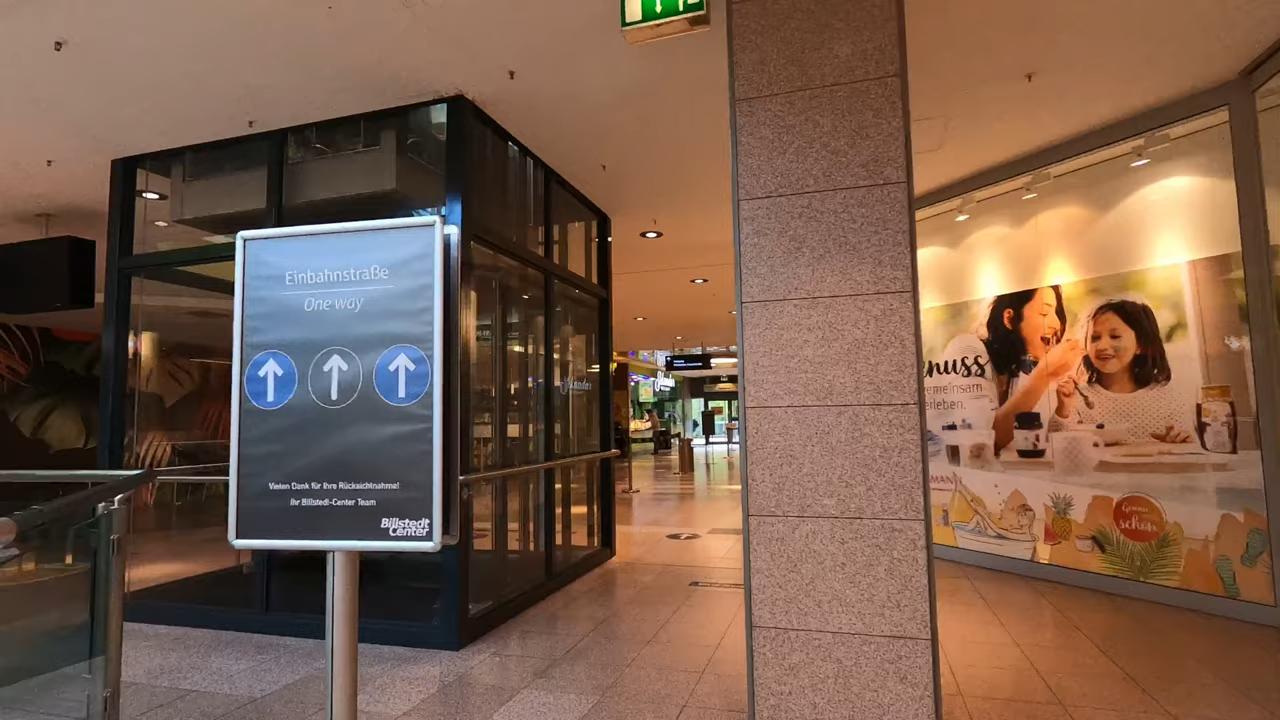 Einbahnstraße
One way
Vielen Dank für Ihre Rücksichtnahme!
Ihr Billstedt-Center Team
Billstedt
Center
nuss
gemeinsam
erleben.
schön